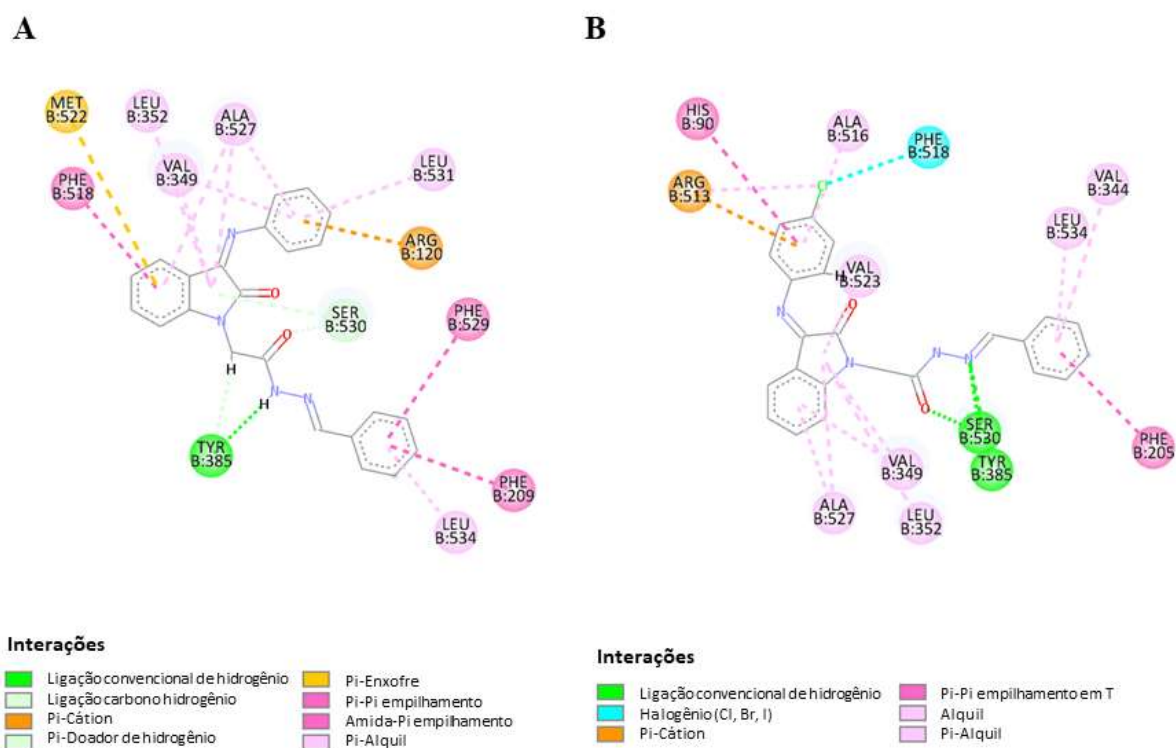 A
B
MET
B:522
LEU
B:352
ALA
B:527
VAL
B:349
PHE
B:518
LEU
B:531
N
ARG
B:120
O
SER
B:530
N
O
PHE
B:529
H
N
H
N
TYR
B:385
PHE
B:209
LEU
B:534
HIS
B:90
ALA
B:516
PHE
B:518
ARG
B:513
Cl
VAL
B:344
LEU
B:534
VAL
B:523
H
O
N
N
N
N
O
SER
B:530
TYR
B:385
PHE
B:205
VAL
B:349
ALA
B:527
LEU
B:352
Interações
Ligação convencional de hidrogênio
Ligação carbono hidrogênio
Pi-Cátion
Pi-Doador de hidrogênio
Pi-Enxofre
Pi-Pi empilhamento
Amida-Pi empilhamento
Pi-Alquil
Interações
Ligação convencional de hidrogênio
Halogênio (Cl, Br, I)
Pi-Cátion
Pi-Pi empilhamento em T
Alquil
Pi-Alquil